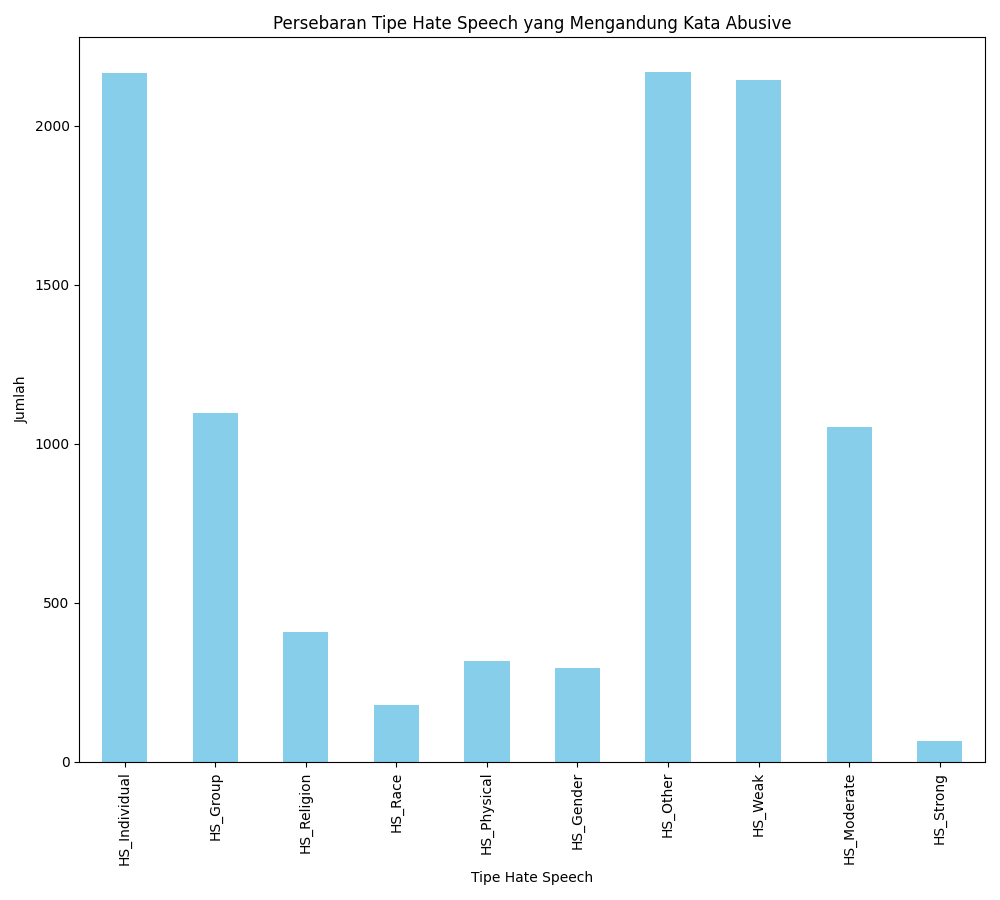 Persebaran Tipe Hate Speech yang Mengandung Kata Abusive
Jumlah
2000
1500
1000
500
0
HS_Individual
HS_Group
HS_Religion
HS_Race
HS_Physical
HS_Gender
HS_Other
HS_Weak
HS_Moderate
HS_Strong
Tipe Hate Speech